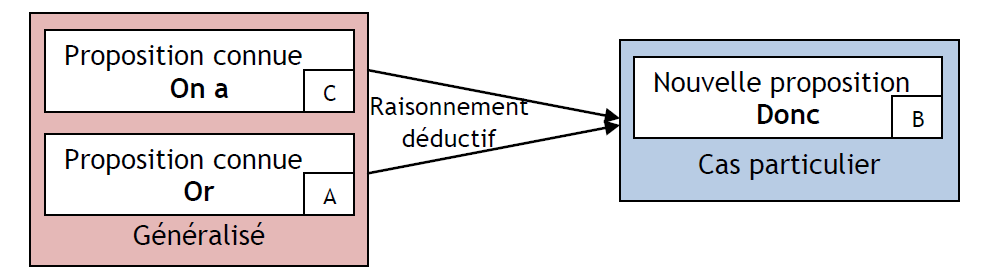 Proposition connue
On a
C
Proposition connue
Or
A
Généralisé
Raisonnement
déductif
Nouvelle proposition
Donc
B
Cas particulier